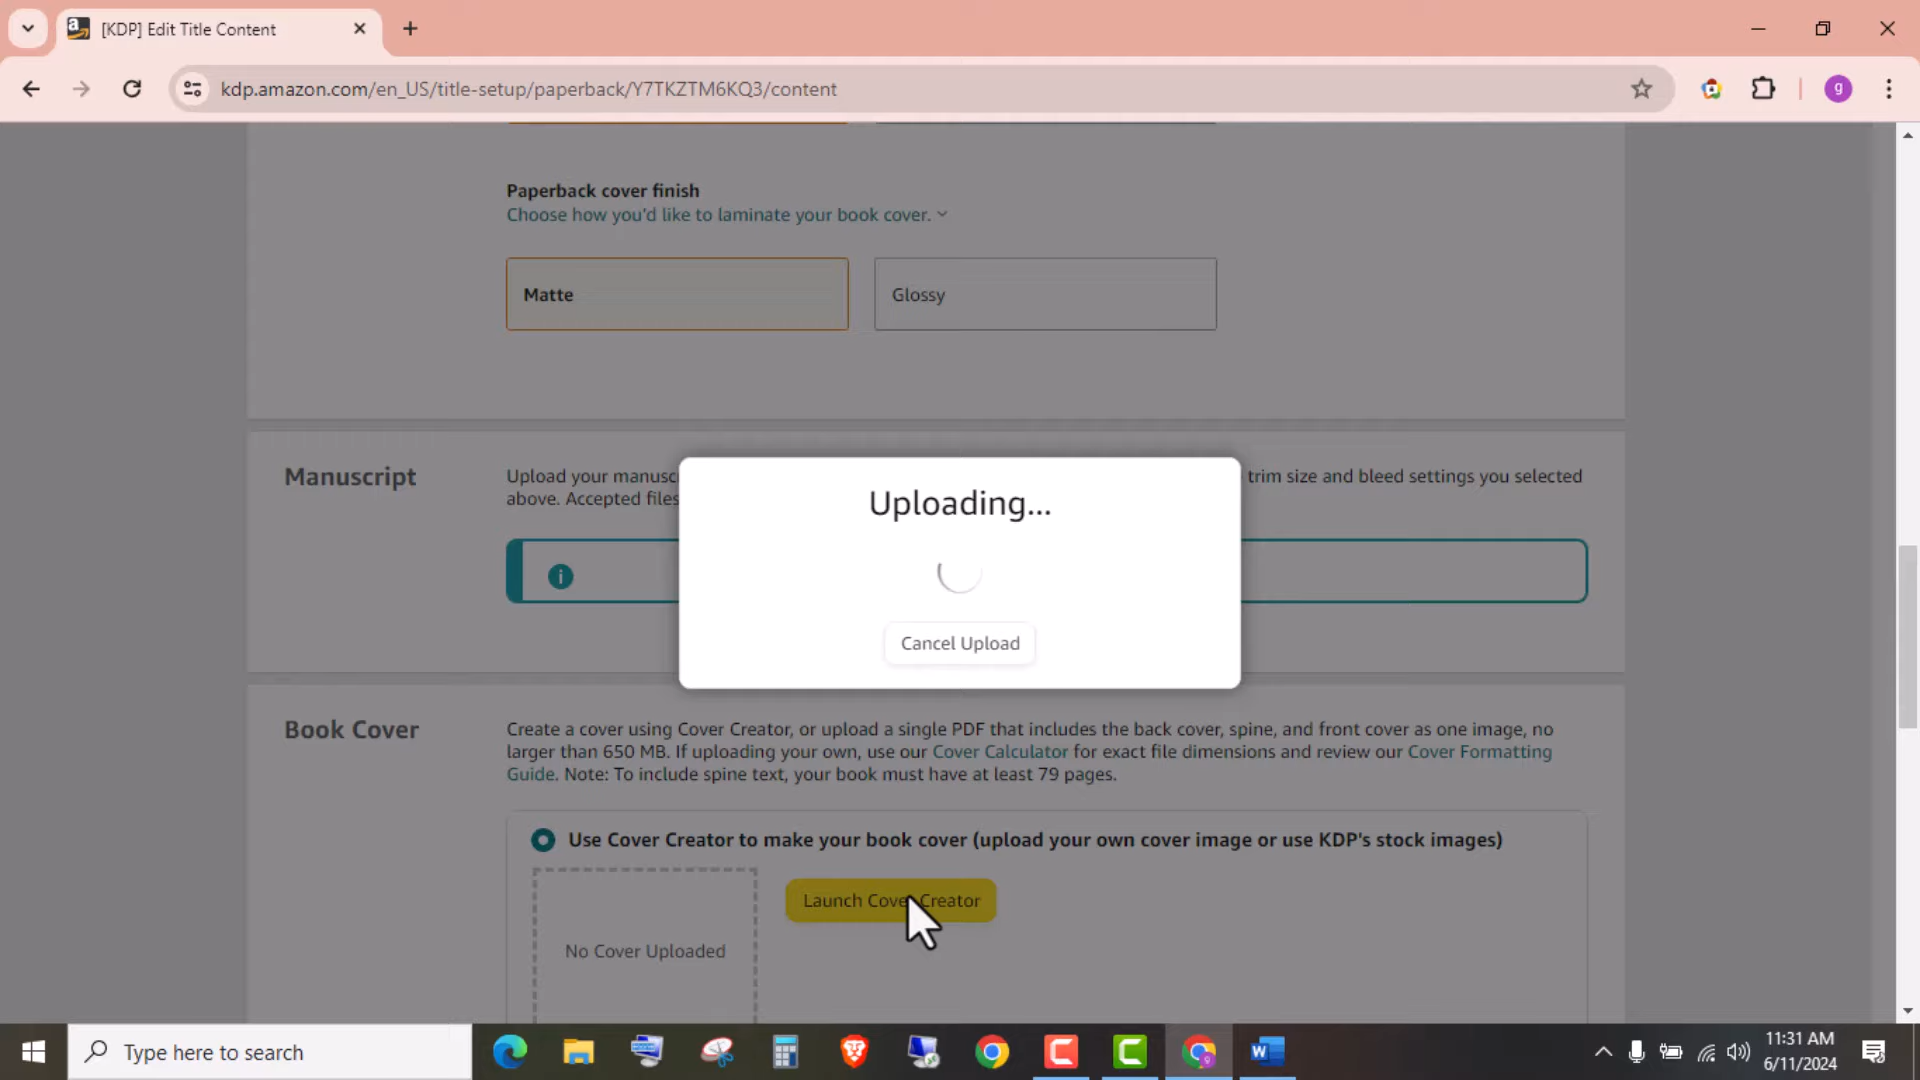 [KDP] Edit Title Content
kdp.amazon.com/en_US/title-setup/paperback/Y7TKZTM6KQ3/content
g
Paperback cover finish
Choose how you'd like to laminate your book cover.
Matte
Glossy
Manuscript
Upload your manusc
trim size and bleed settings you selected
above. Accepted files
Uploading...
Cancel Upload
Book Cover
Create a cover using Cover Creator, or upload a single PDF that includes the back cover, spine, and front cover as one image, no
larger than 650 MB. If uploading your own, use our Cover Calculator for exact file dimensions and review our Cover Formatting
Guide. Note: To include spine text, your book must have at least 79 pages.
Use Cover Creator to make your book cover (upload your own cover image or use KDP's stock images)
Launch Cove Creator
No Cover Uploaded
Type here to search
11:31 AM
6/11/2024